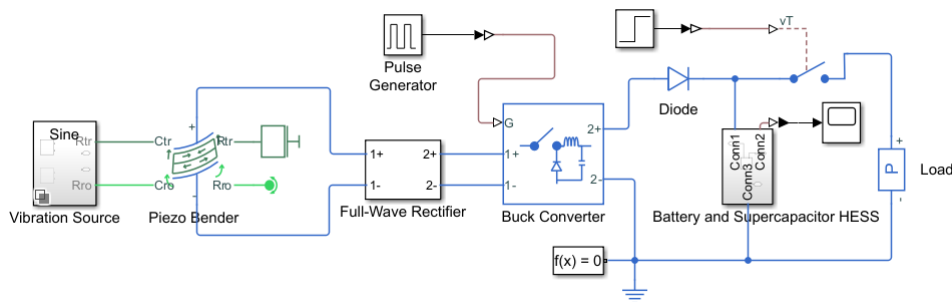 Sine
Rtr
Rro
Vibration Source
+
-
Ctr
Cro
Rtr
Rro
Piezo Bender
Pulse
Generator
1+
1-
2+
2-
Full-Wave Rectifier
G
1+
1-
2+
2-
Buck Converter
Diode
vT
Conn1
Conn2
Conn3
Battery and Supercapacitor HESS
+
P
-
Load
f(x) = 0